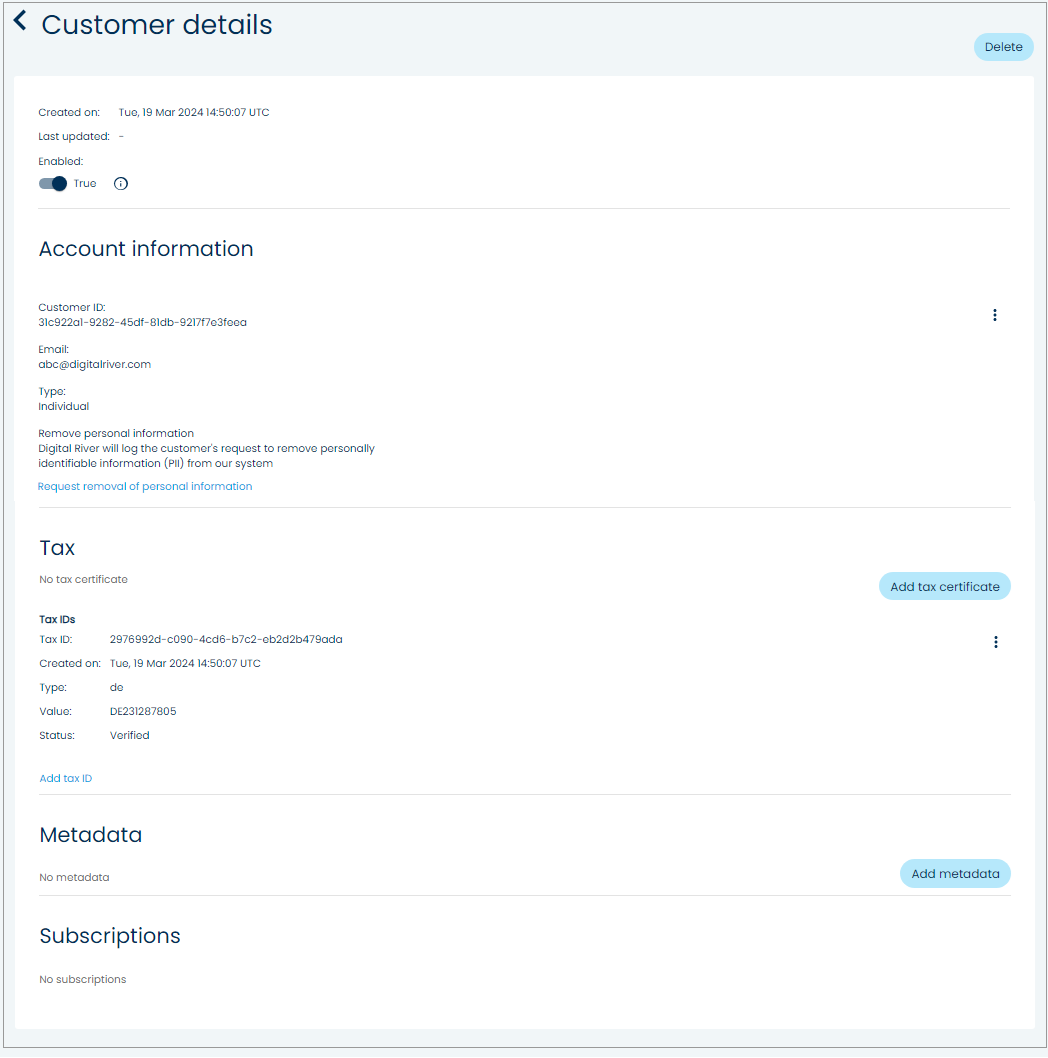 Customer details
Delete
Created on: Tue, 19 Mar 2024 14:50:07 UTC
Last updated: -
Enabled:
True
Account information
Customer ID:
31c922a1-9282-45df-81db-9217f7e3feea
Email:
abc@digitalriver.com
Type:
Individual
Remove personal information
Digital River will log the customer's request to remove personally
identifiable information (PII) from our system
Request removal of personal information
Tax
No tax certificate
Add tax certificate
Tax IDs
Tax ID: 2976992d-c090-4cd6-b7c2-eb2d2b479ada
Created on: Tue, 19 Mar 2024 14:50:07 UTC
Type: de
Value: DE231287805
Status: Verified
Add tax ID
Metadata
No metadata
Add metadata
Subscriptions
No subscriptions